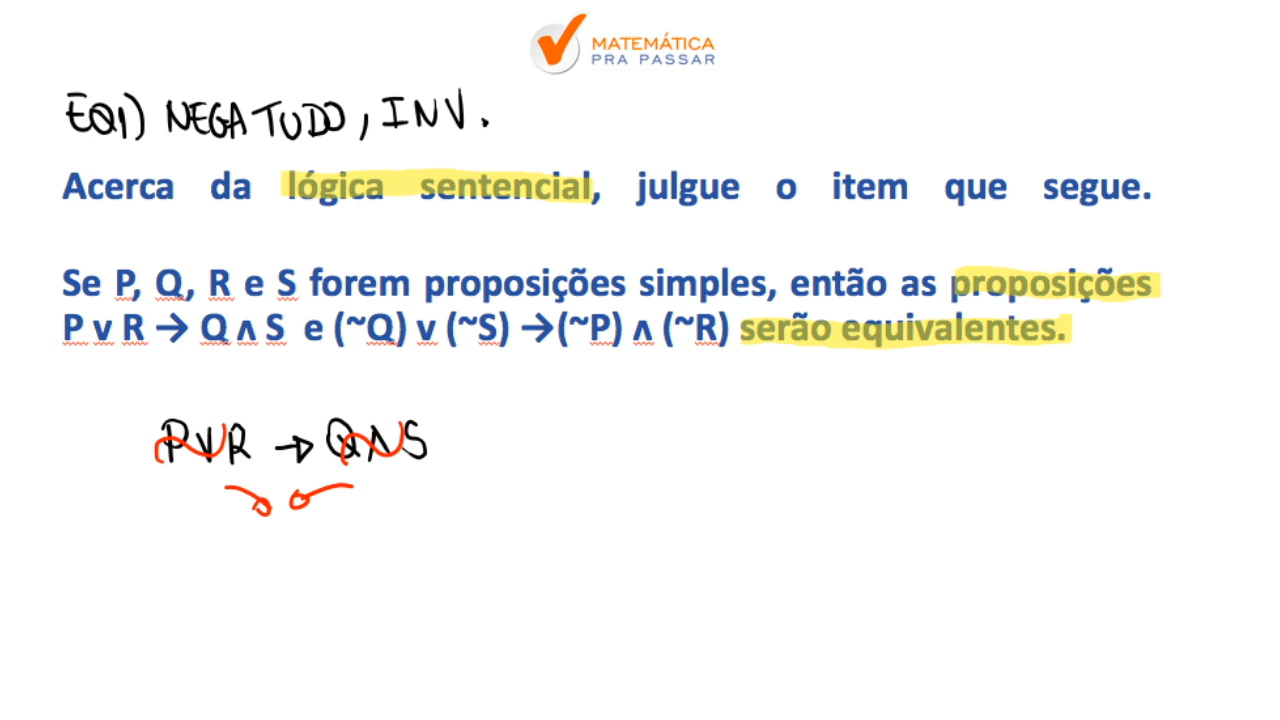 MATEMÁTICA
PRA PASSAR
EQ1) NEGA TUDO, INV.
Acerca da lógica sentencial, julgue o item que segue.
Se P, Q, R e S forem proposições simples, então as proposições
P v R → Q ʌ S e (~Q) v (~S) →(~P) ʌ (~R) serão equivalentes.
P V R → Q Λ S